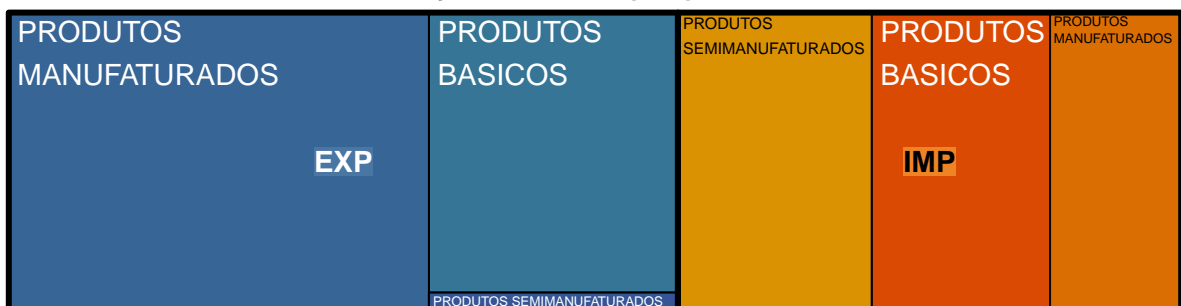 PRODUTOS
MANUFATURADOS
EXP
PRODUTOS
BASICOS
PRODUTOS SEMIMANUFATURADOS
PRODUTOS
SEMIMANUFATURADOS
PRODUTOS
BASICOS
IMP
PRODUTOS
MANUFATURADOS